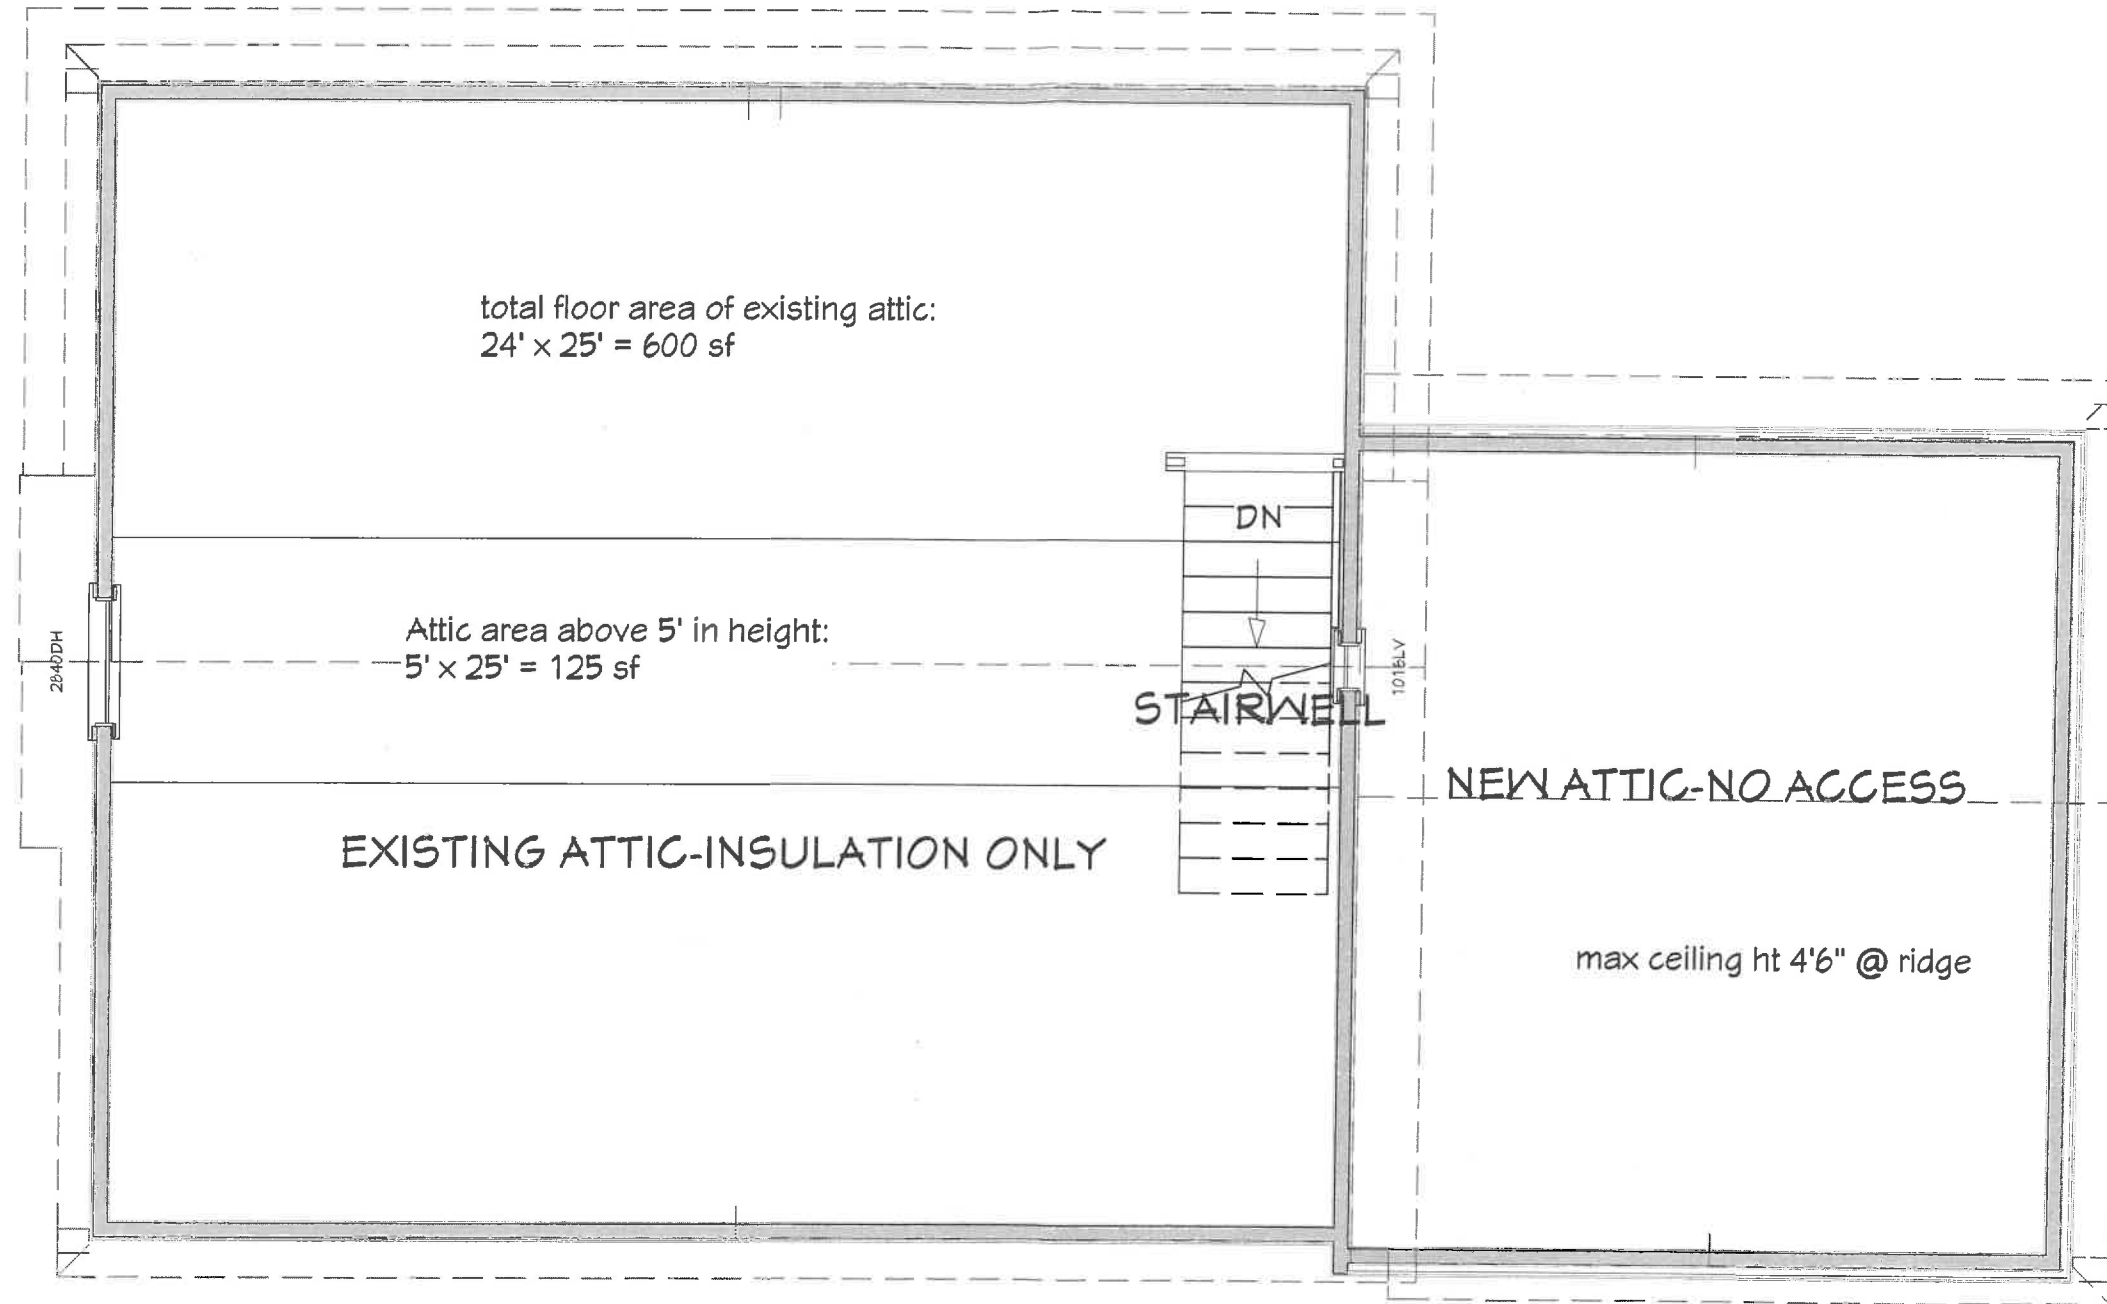 total floor area of existing attic:
24' x 25' = 600 sf
DN
Attic area above 5' in height:
5' x 25' = 125 sf
2840DH
1016LV
STAIRWELL
NEW ATTIC-NO ACCESS
EXISTING ATTIC-INSULATION ONLY
max ceiling ht 4'6" @ ridge